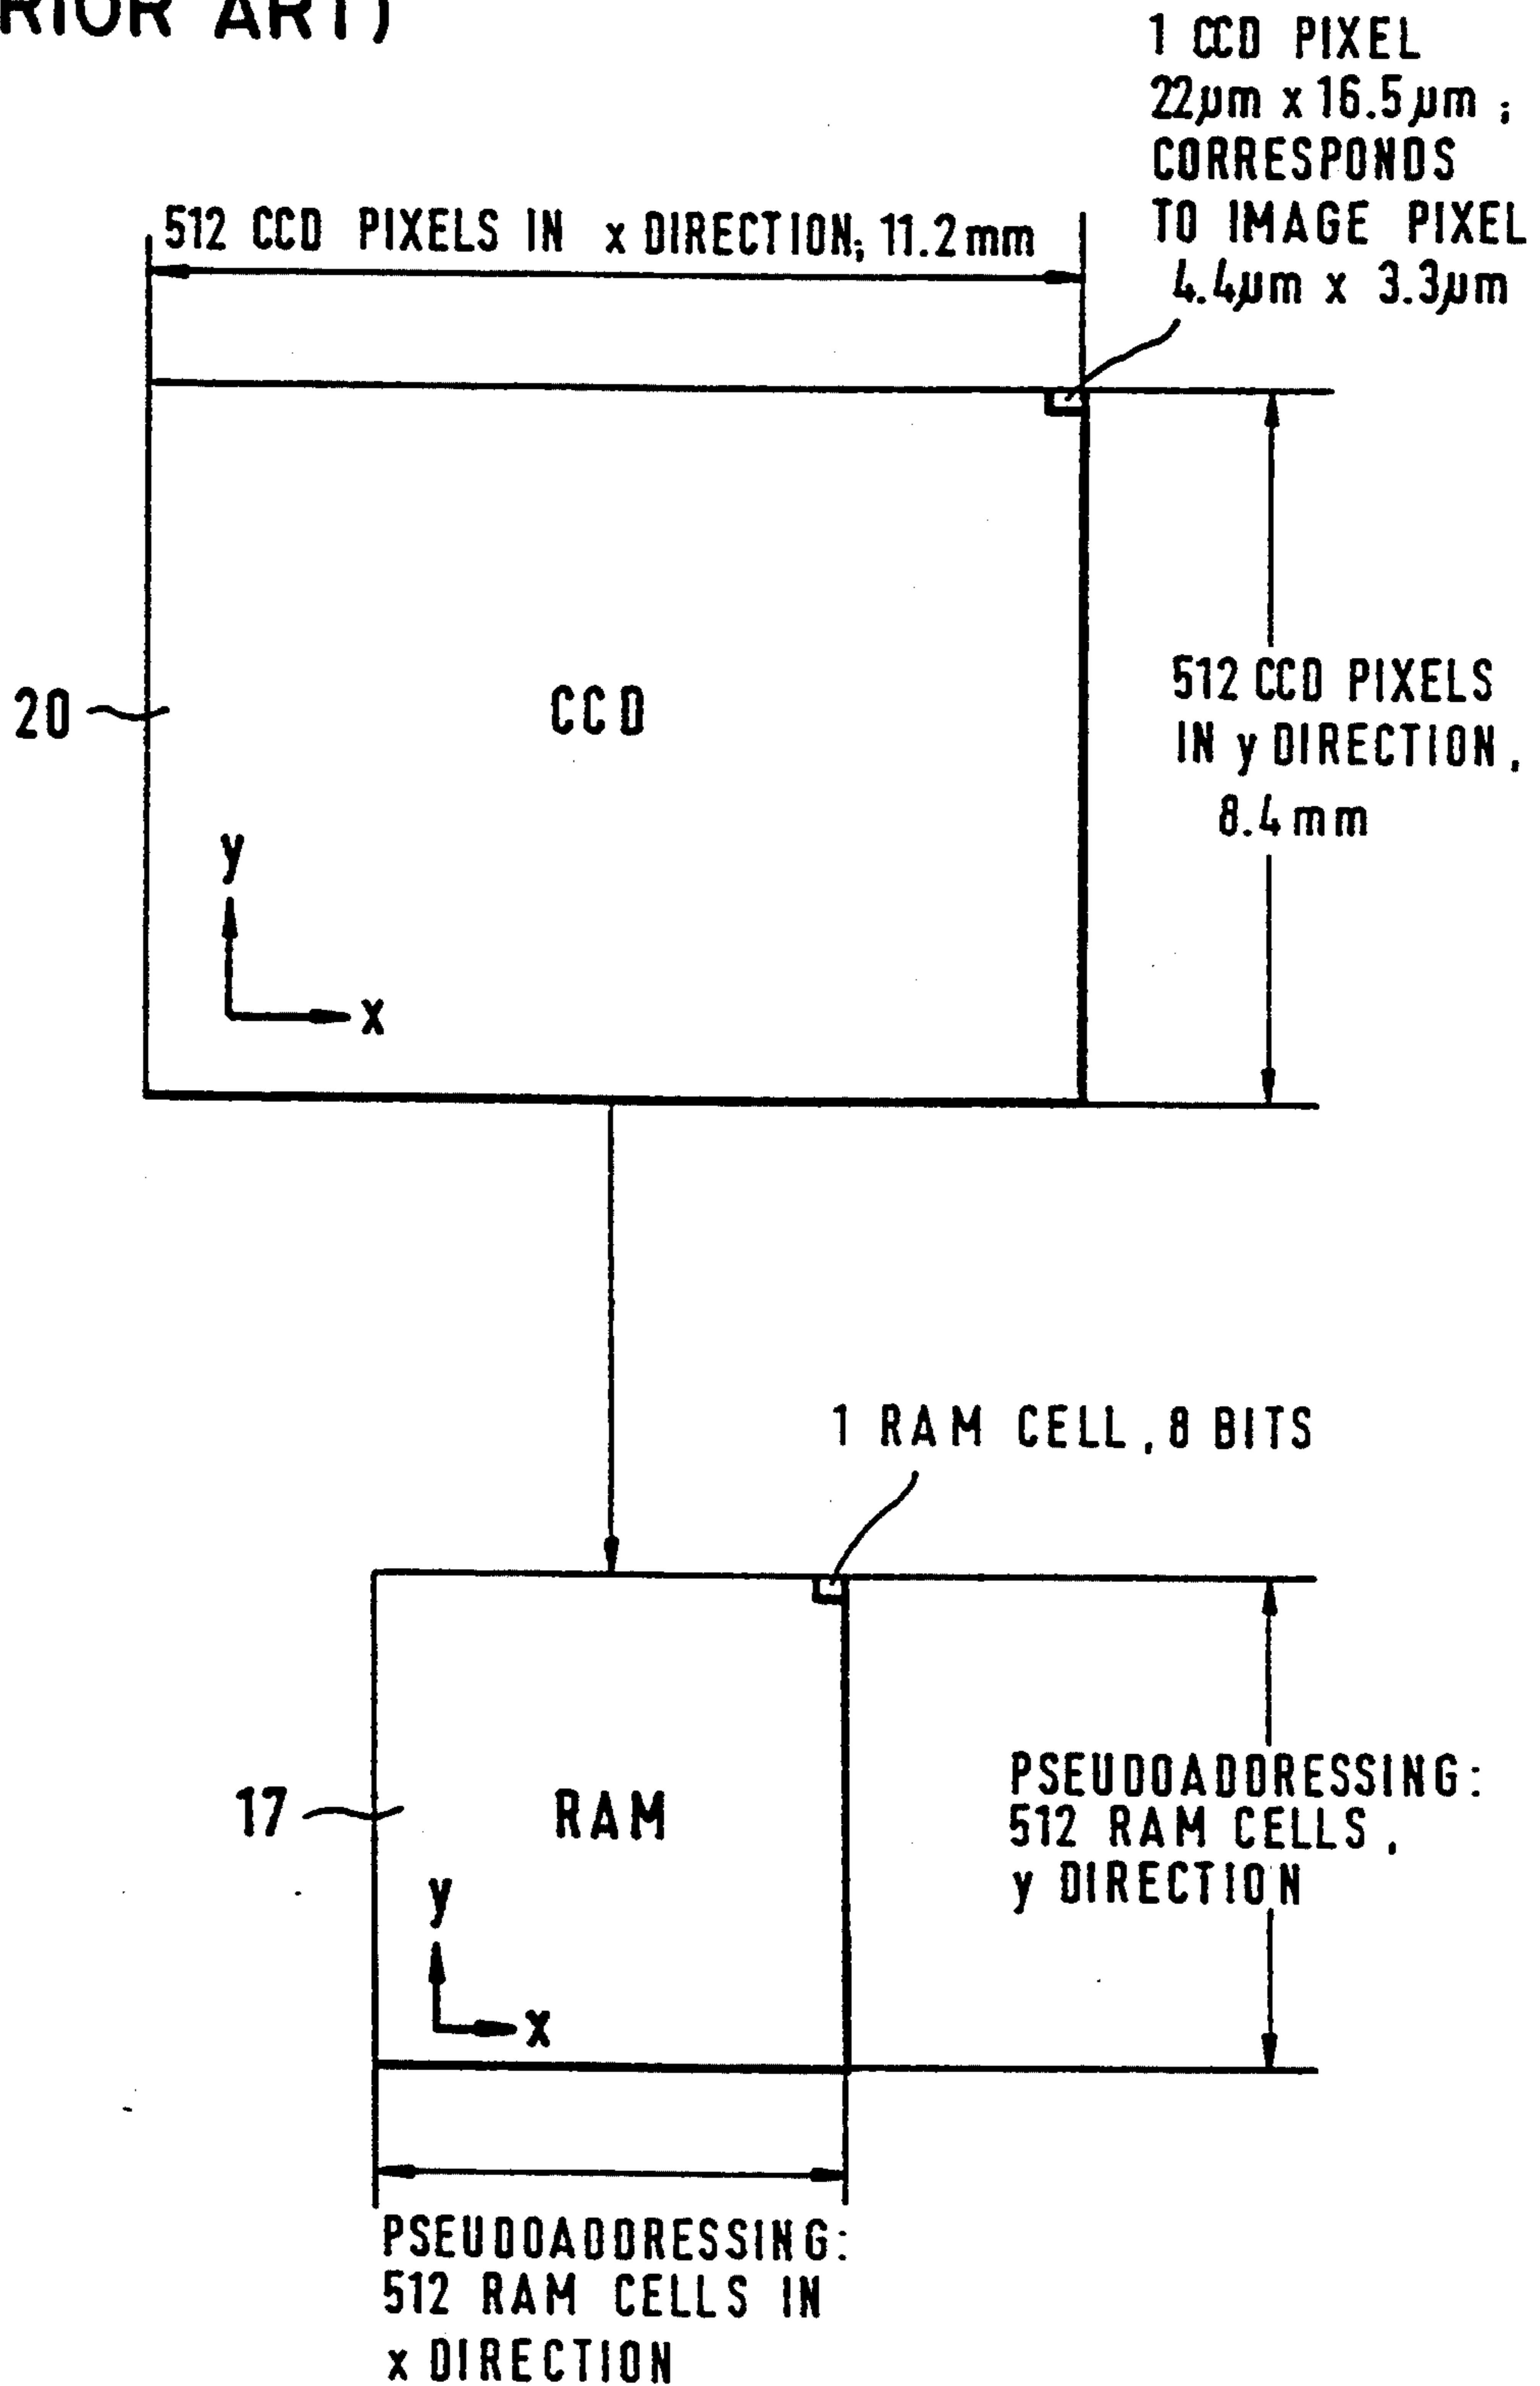 ART)
1 CCD PIXEL
22µm x 16.5µm ;
CORRESPONDS
TO IMAGE PIXEL
4.4µm x 3.3µm
512 CCD PIXELS IN x DIRECTION; 11.2mm
20
CCD
512 CCD PIXELS
IN y DIRECTION,
8.4mm
y
x
1 RAM CELL, 8 BITS
17
RAM
PSEUDOADDRESSING:
512 RAM CELLS,
y DIRECTION
y
x
PSEUDOADDRESSING:
512 RAM CELLS IN
x DIRECTION